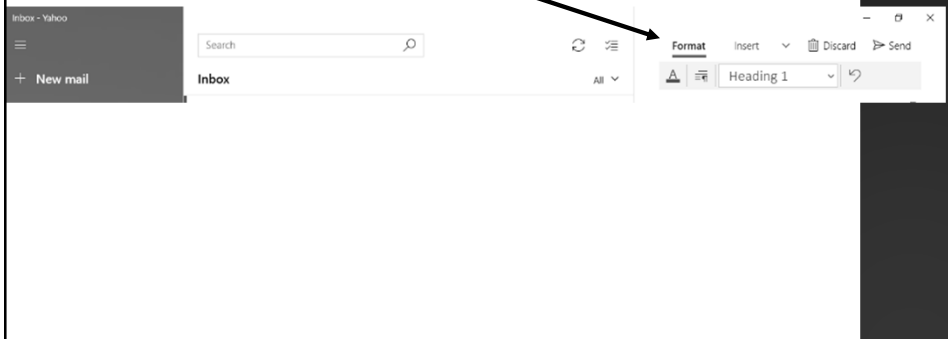 Inbox - Yahoo
Search
Format Insert Discard Send
+ New mail
Inbox
All
A Heading 1